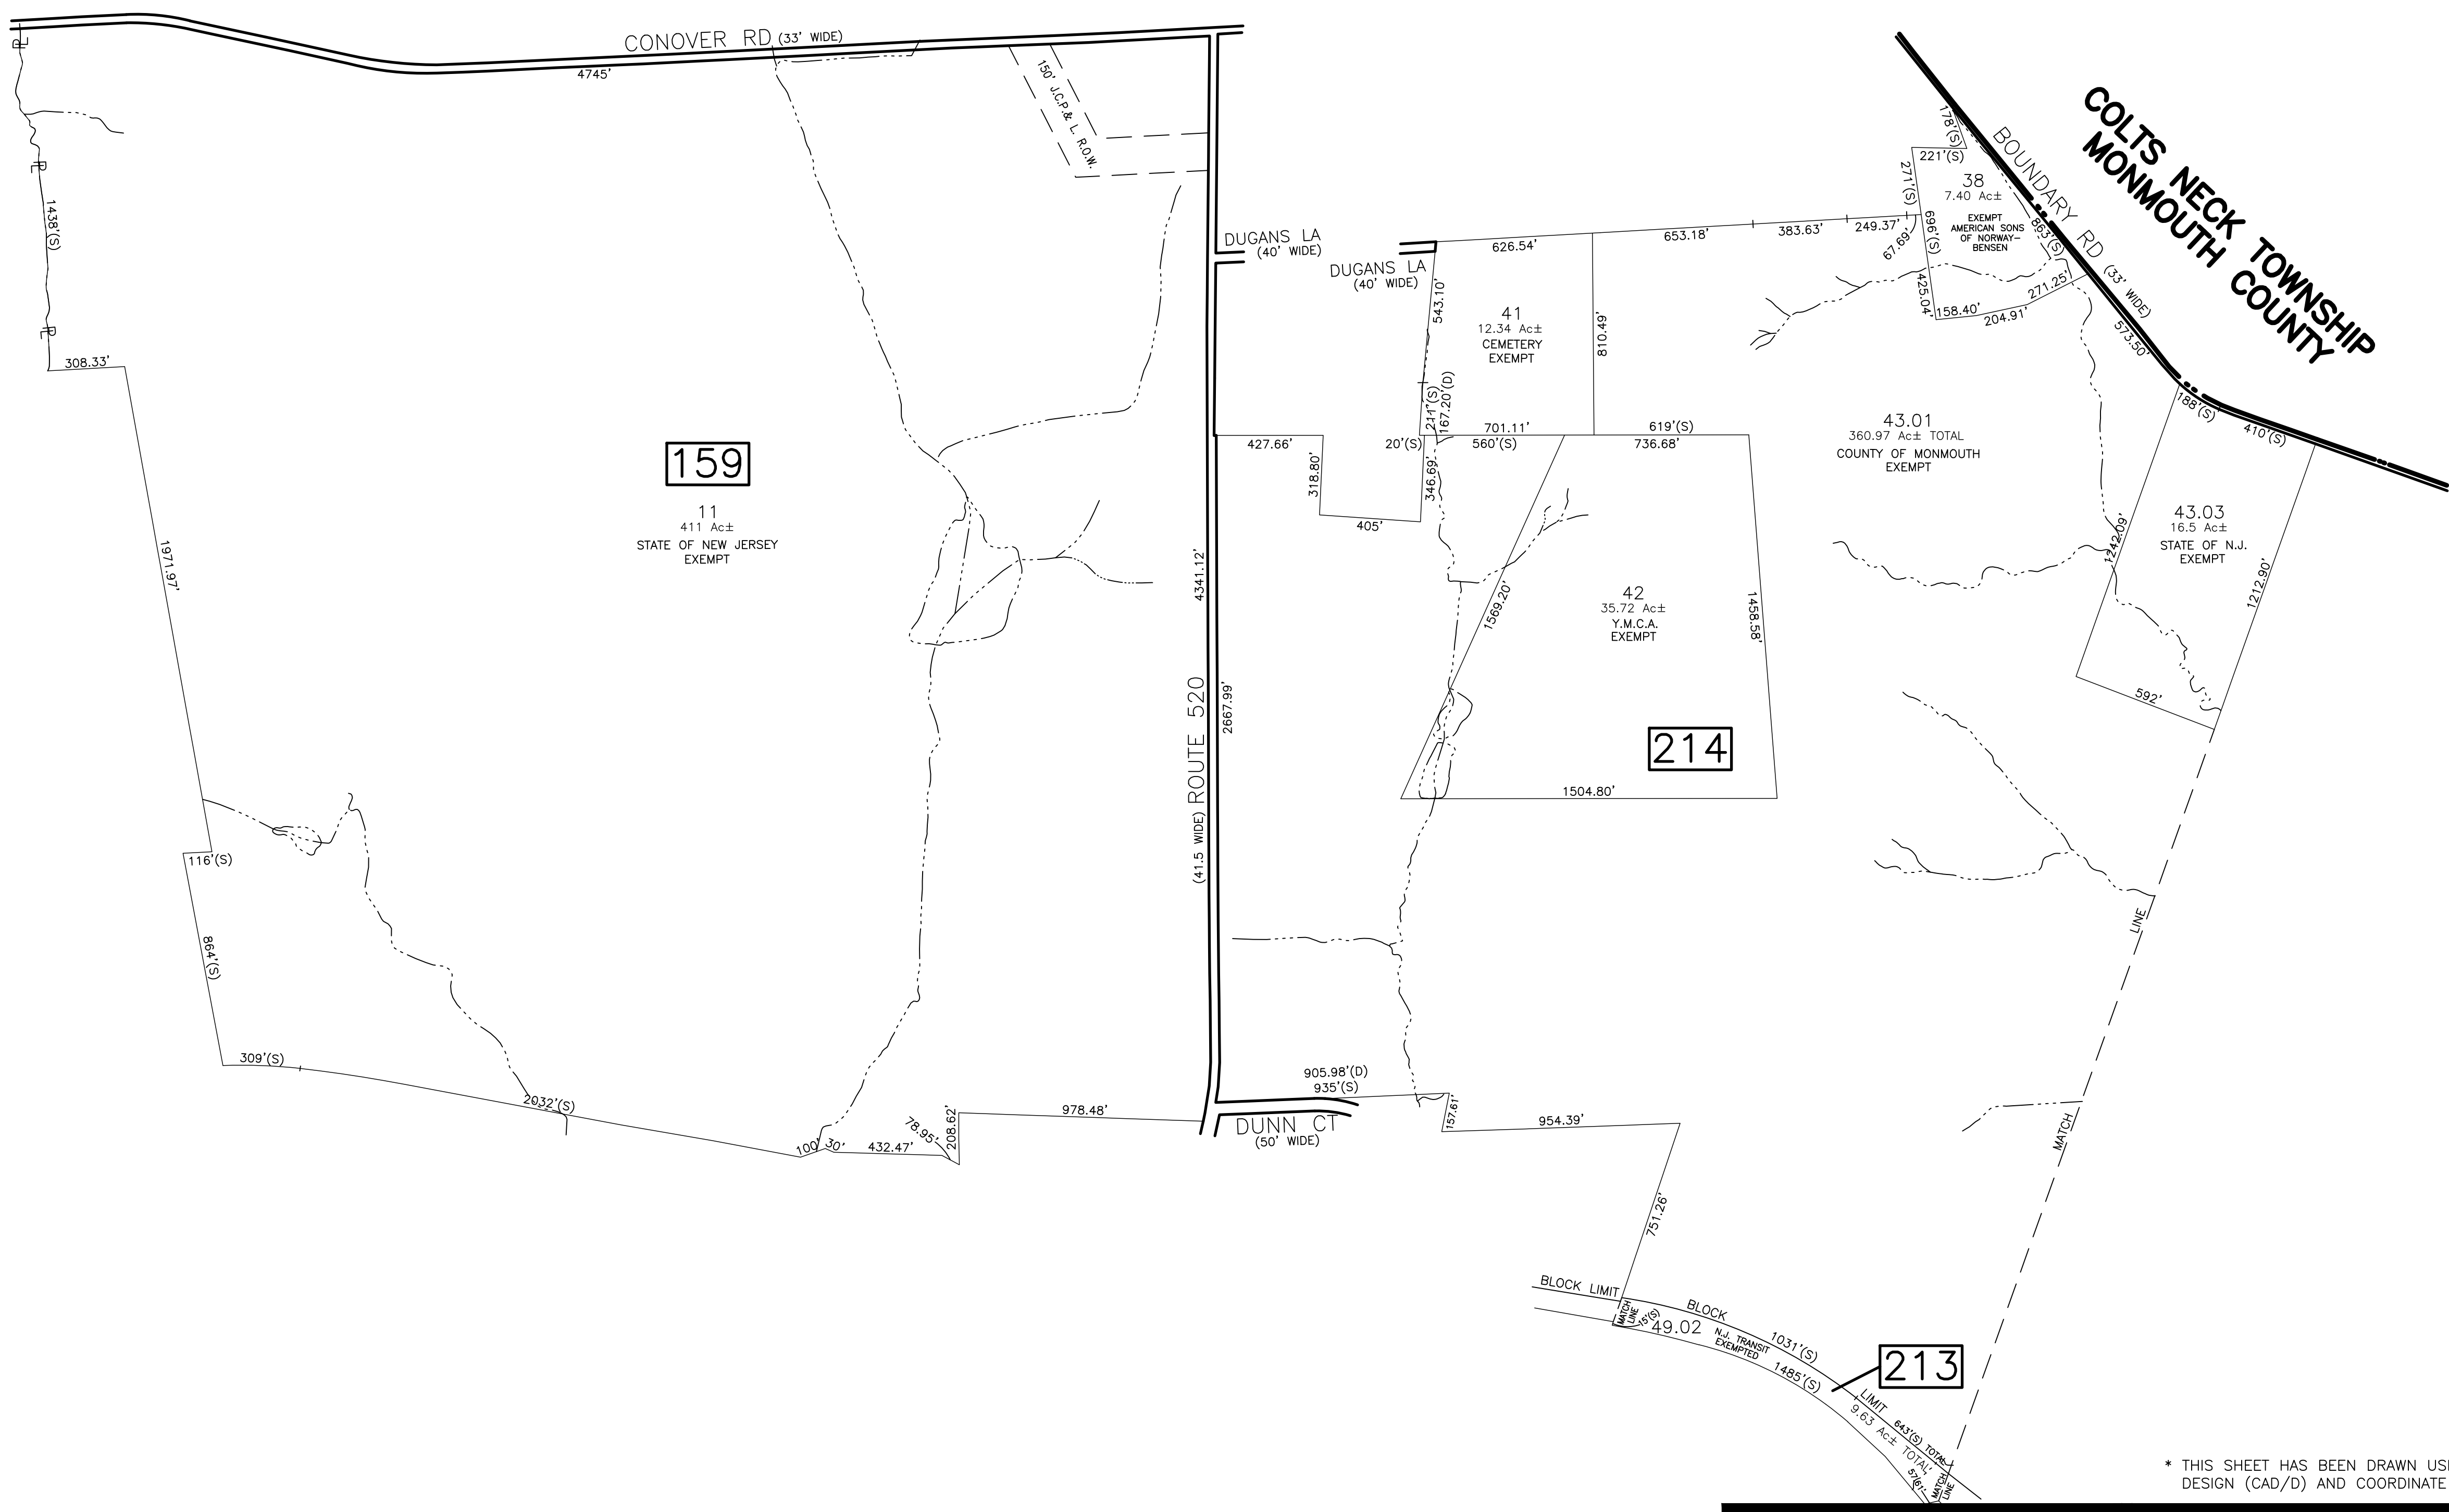 CONOVER RD (33' WIDE)
4745'
PL
PL
PL
1438'(S)
308.33'
150' J.C.P.& L. R.O.W.
159
11
411 Ac±
STATE OF NEW JERSEY
EXEMPT
1971.97'
116'(S)
864'(S)
309'(S)
2032'(S)
100'
30'
432.47'
78.95'
208.62'
978.48'
4341.12'
2667.99'
(41.5 WIDE) ROUTE 520
DUGANS LA
(40' WIDE)
DUGANS LA
(40' WIDE)
626.54'
653.18'
383.63'
249.37'
67.69'
543.10'
41
12.34 Ac±
CEMETERY
EXEMPT
810.49'
211'(S)
167.20'(D)
427.66'
20'(S)
701.11'
560'(S)
619'(S)
736.68'
318.80'
346.69'
405'
1569.20'
42
35.72 Ac±
Y.M.C.A.
EXEMPT
1458.58'
214
1504.80'
178'(S)
221'(S)
271'(S)
696'(S)
425.04'
38
7.40 Ac±
EXEMPT
AMERICAN SONS
OF NORWAY-
BENSEN
863'(S)
158.40'
204.91'
271.25'
BOUNDARY RD (33' WIDE)
573.50'
COLTS NECK TOWNSHIP
MONMOUTH COUNTY
188'(S)
410'(S)
43.01
360.97 Ac± TOTAL
COUNTY OF MONMOUTH
EXEMPT
43.03
16.5 Ac±
STATE OF N.J.
EXEMPT
1242.09'
1212.90'
592'
LINE
MATCH
905.98'(D)
935'(S)
DUNN CT
(50' WIDE)
157.61'
954.39'
751.26'
BLOCK LIMIT
BLOCK
LIMIT
MATCH
LINE
75'(S)
49.02
N.J. TRANSIT
EXEMPTED
1031'(S)
1485'(S)
213
643'(S) TOTAL
9.63 Ac± TOTAL
MATCH
LINE
* THIS SHEET HAS BEEN DRAWN
DESIGN (CAD/D) AND COORDINATE